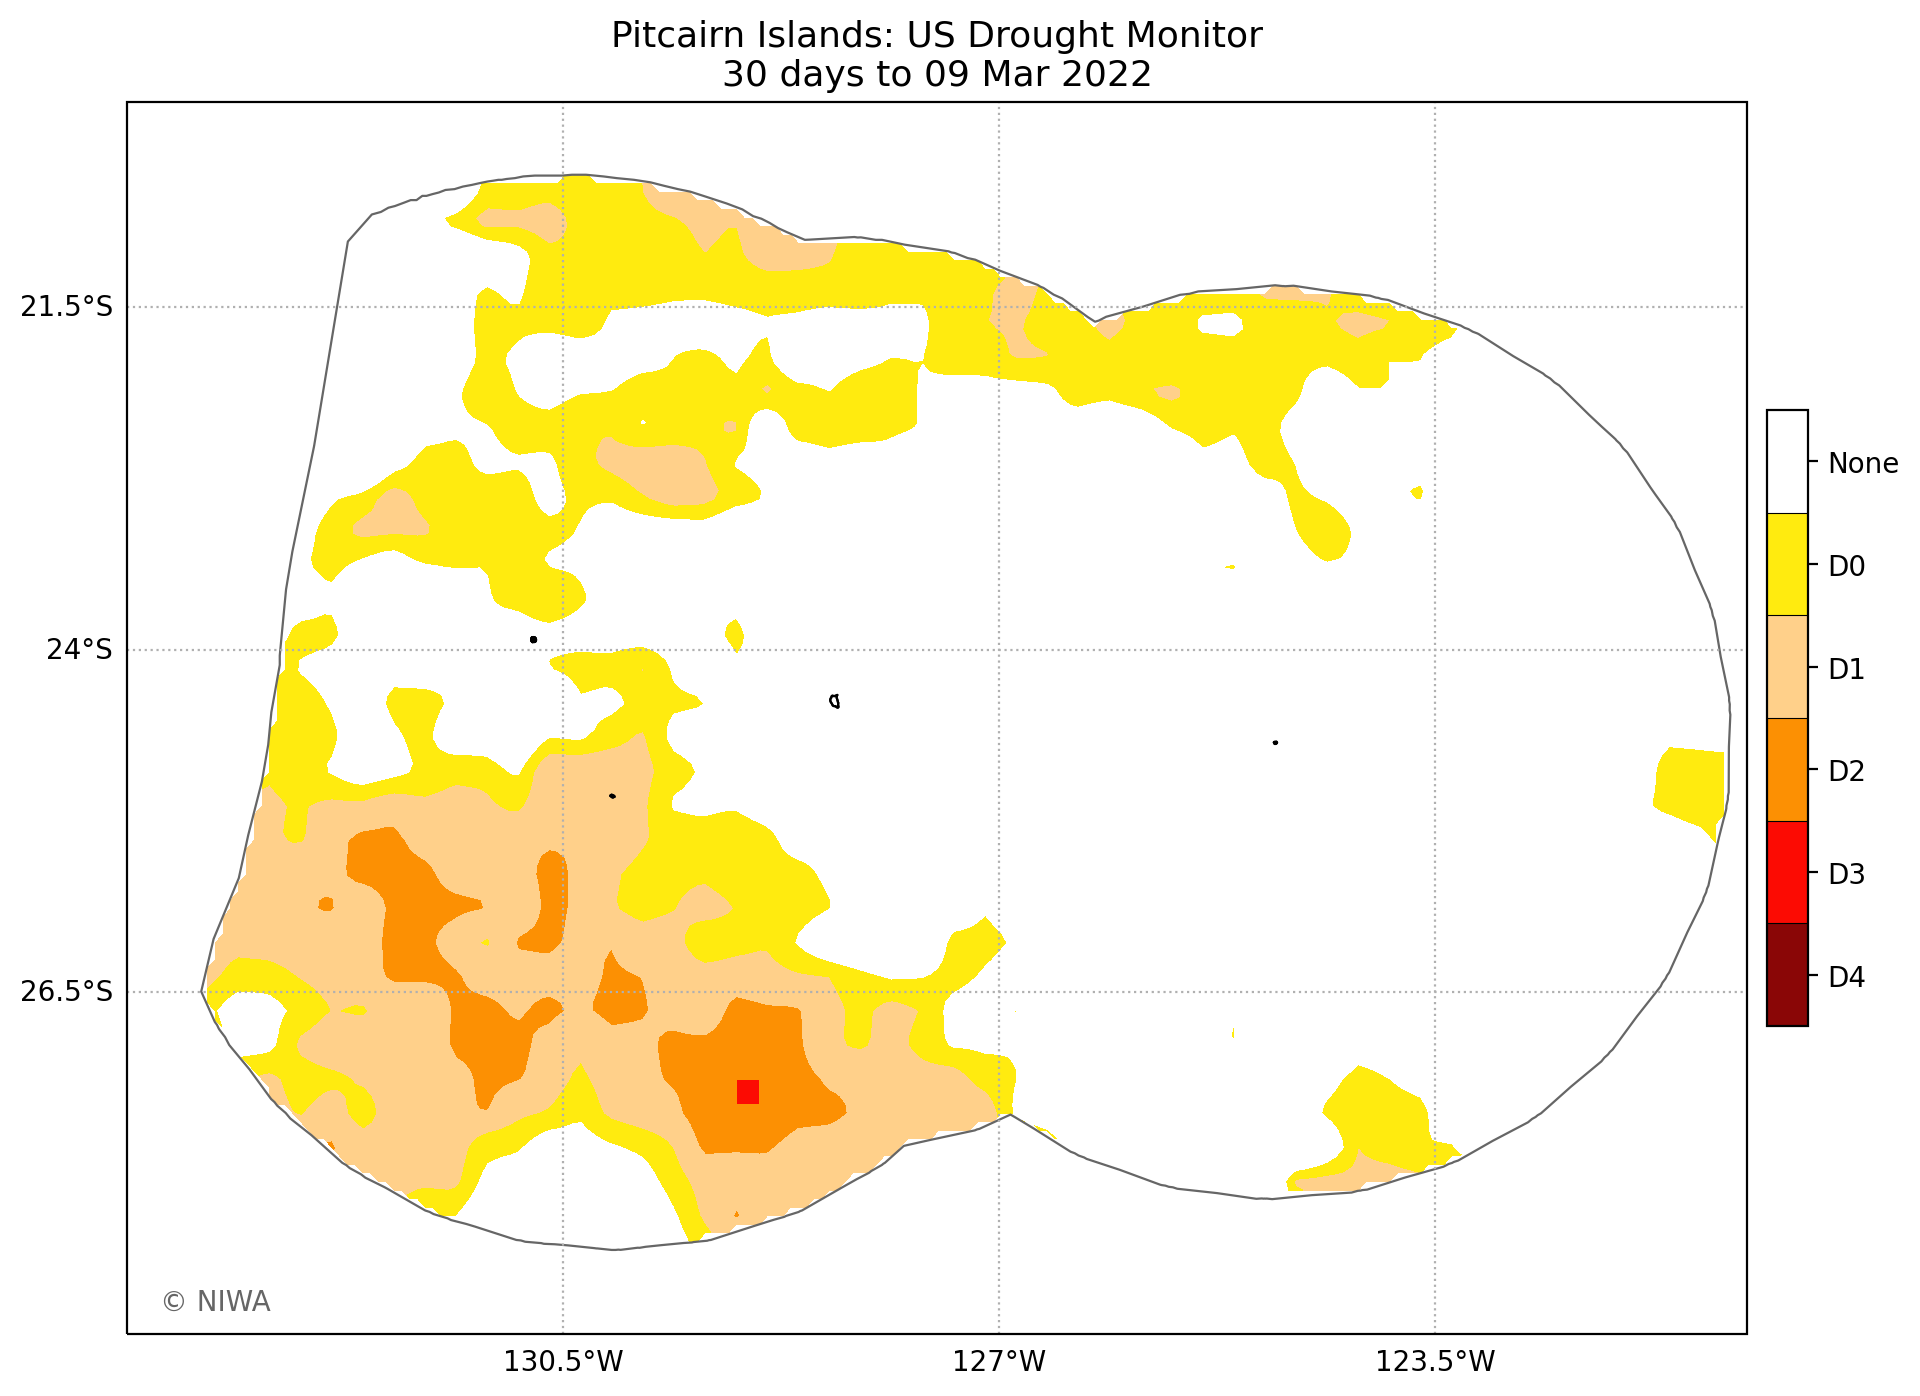 Pitcairn Islands: US Drought Monitor
30 days to 09 Mar 2022
21.5°S
24°S
26.5°S
130.5°W
127°W
123.5°W
None
D0
D1
D2
D3
D4
© NIWA